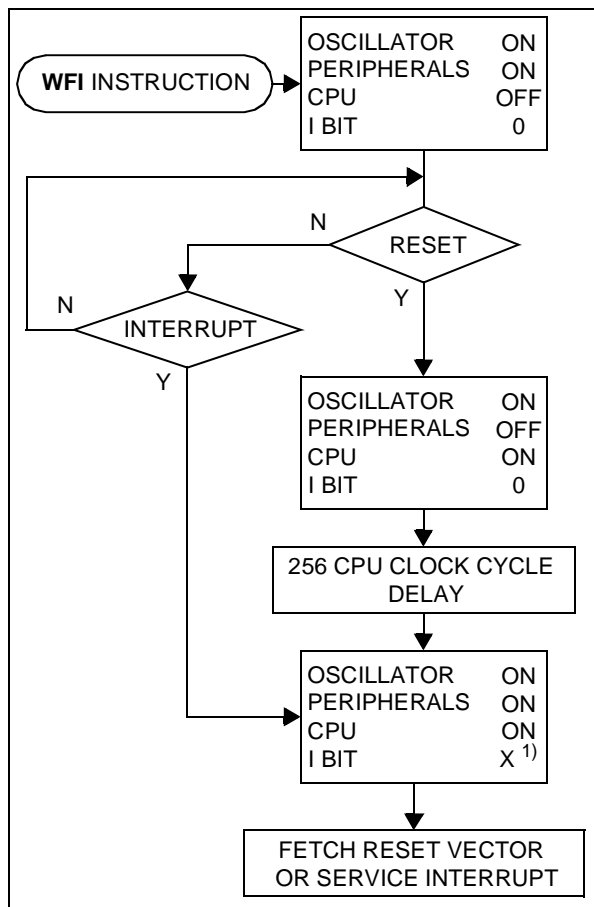 WFI INSTRUCTION
OSCILLATOR ON
PERIPHERALS ON
CPU OFF
I BIT 0
N
RESET
Y
N
INTERRUPT
Y
OSCILLATOR ON
PERIPHERALS OFF
CPU ON
I BIT 0
256 CPU CLOCK CYCLE
DELAY
OSCILLATOR ON
PERIPHERALS ON
CPU ON
I BIT X 1)
FETCH RESET VECTOR
OR SERVICE INTERRUPT